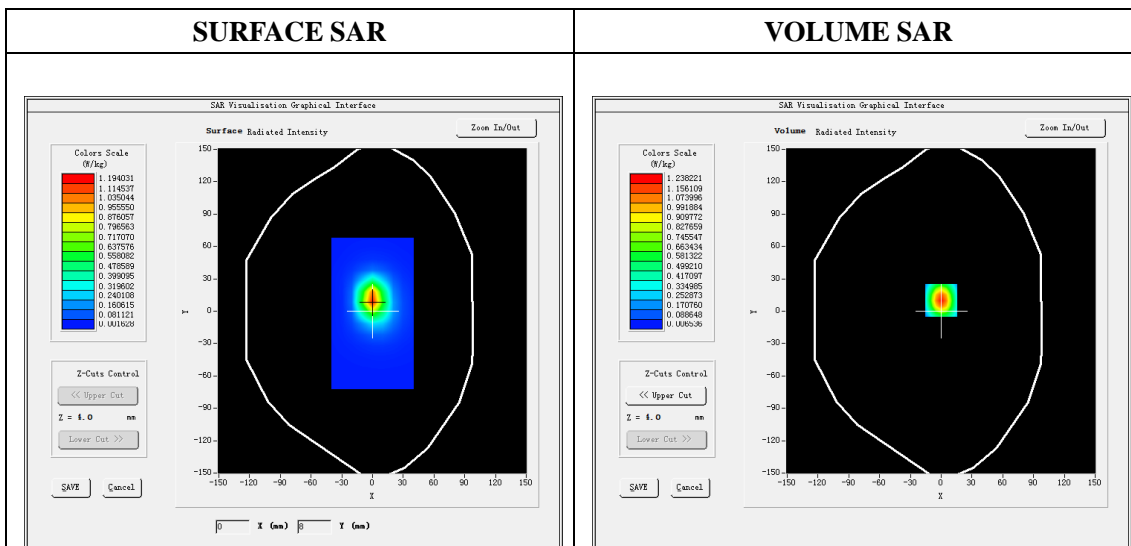 SURFACE SAR
VOLUME SAR
SAR Visualisation Graphical Interface
Surface Radiated Intensity
Zoom In/Out
Colors Scale
(W/kg)
1.194031
1.114537
1.035044
0.955550
0.876057
0.796563
0.717070
0.637576
0.558082
0.478589
0.399095
0.319602
0.240108
0.160615
0.081121
0.001628
150
120
90
60
30
0
-30
-60
-90
-120
-150
Y
-150 -120 -90 -60 -30 0 30 60 90 120 150
X
Z-Cuts Control
<< Upper Cut
Z = 4.0 mm
Lower Cut >>
SAVE Cancel
0 X (mm) 8 Y (mm)
SAR Visualisation Graphical Interface
Volume Radiated Intensity
Zoom In/Out
Colors Scale
(W/kg)
1.238221
1.156109
1.073996
0.991884
0.909772
0.827659
0.745547
0.663434
0.581322
0.499210
0.417097
0.334985
0.252873
0.170760
0.088648
0.006536
150
120
90
60
30
0
-30
-60
-90
-120
-150
Y
-150 -120 -90 -60 -30 0 30 60 90 120 150
X
Z-Cuts Control
<< Upper Cut
Z = 4.0 mm
Lower Cut >>
SAVE Cancel